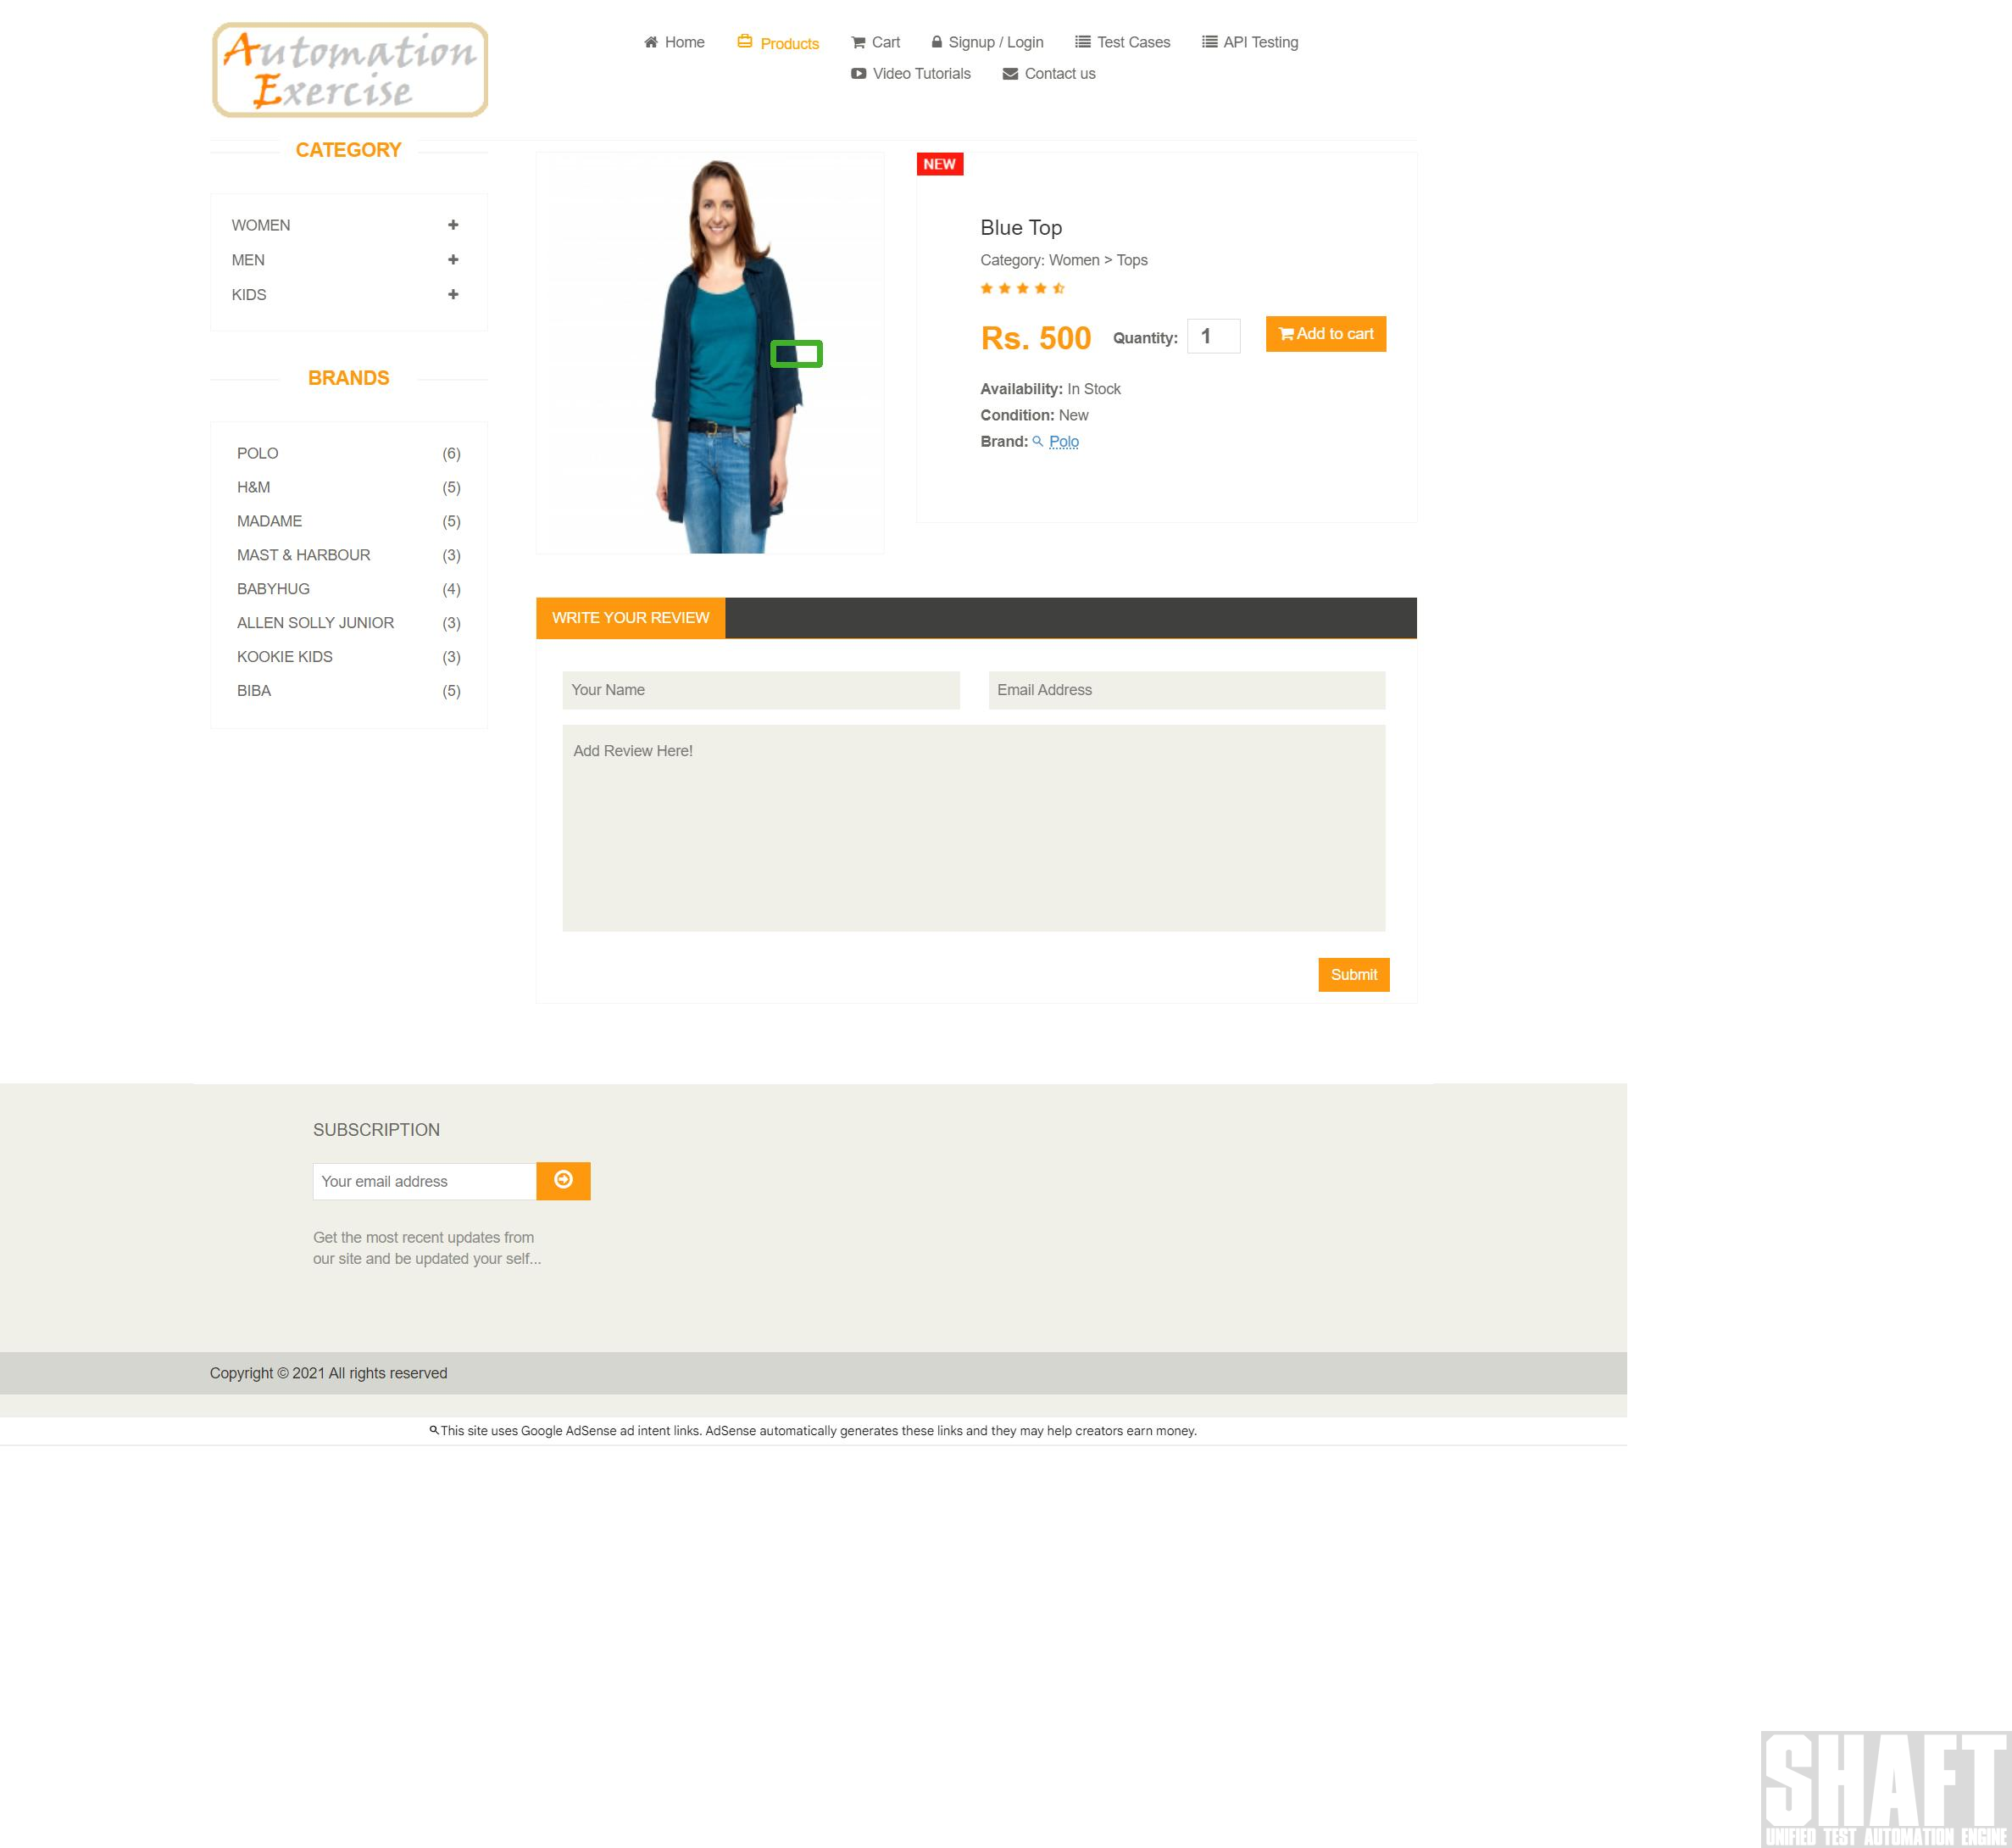 Automation
Exercise
Home Products Cart Signup / Login Test Cases API Testing
Video Tutorials Contact us
CATEGORY
WOMEN
MEN
KIDS
BRANDS
POLO (6)
H&M (5)
MADAME (5)
MAST & HARBOUR (3)
BABYHUG (4)
ALLEN SOLLY JUNIOR (3)
KOOKIE KIDS (3)
BIBA (5)
NEW
Blue Top
Category: Women > Tops
Rs. 500 Quantity: 1 Add to cart
Availability: In Stock
Condition: New
Brand: Polo
WRITE YOUR REVIEW
Your Name Email Address
Add Review Here!
Submit
SUBSCRIPTION
Your email address
Get the most recent updates from
our site and be updated your self...
Copyright © 2021 All rights reserved
This site uses Google AdSense ad intent links. AdSense automatically generates these links and they may help creators earn money.
SHAFT
UNIFIED TEST AUTOMATION ENGINE